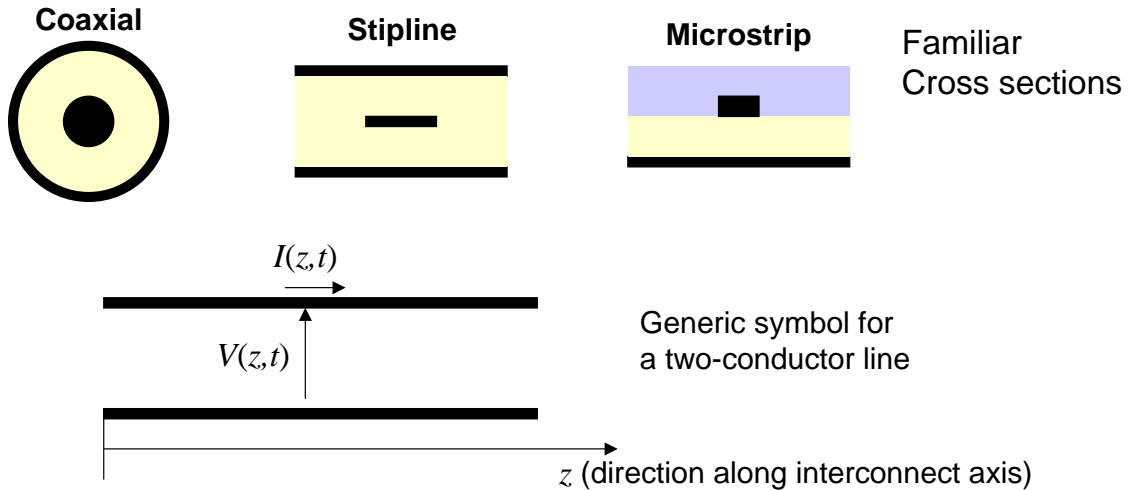 Coaxial
Stipline
Microstrip
Familiar
Cross sections
I(z,t)
V(z,t)
Generic symbol for
a two-conductor line
z (direction along interconnect axis)